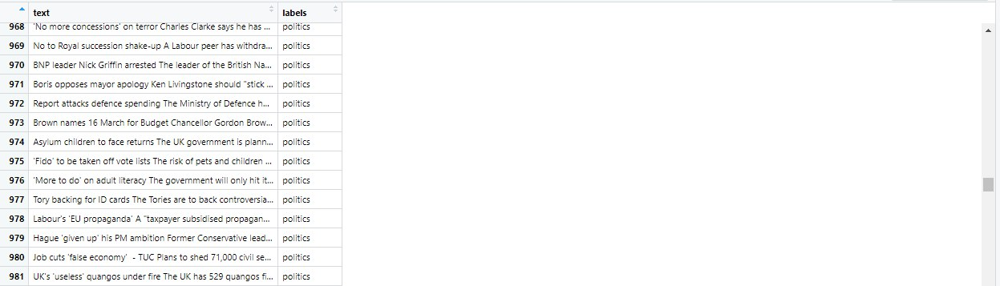 text labels
968 'No more concessions' on terror Charles Clarke says he has ... politics
969 No to Royal succession shake-up A Labour peer has withdra... politics
970 BNP leader Nick Griffin arrested The leader of the British Na... politics
971 Boris opposes mayor apology Ken Livingstone should "stick ... politics
972 Report attacks defence spending The Ministry of Defence h... politics
973 Brown names 16 March for Budget Chancellor Gordon Brow... politics
974 Asylum children to face returns The UK government is plann... politics
975 'Fido' to be taken off vote lists The risk of pets and children ... politics
976 'More to do' on adult literacy The government will only hit it... politics
977 Tory backing for ID cards The Tories are to back controversia... politics
978 Labour's 'EU propaganda' A "taxpayer subsidised propagan... politics
979 Hague 'given up' his PM ambition Former Conservative lead... politics
980 Job cuts 'false economy'  - TUC Plans to shed 71,000 civil se... politics
981 UK's 'useless' quangos under fire The UK has 529 quangos fi... politics